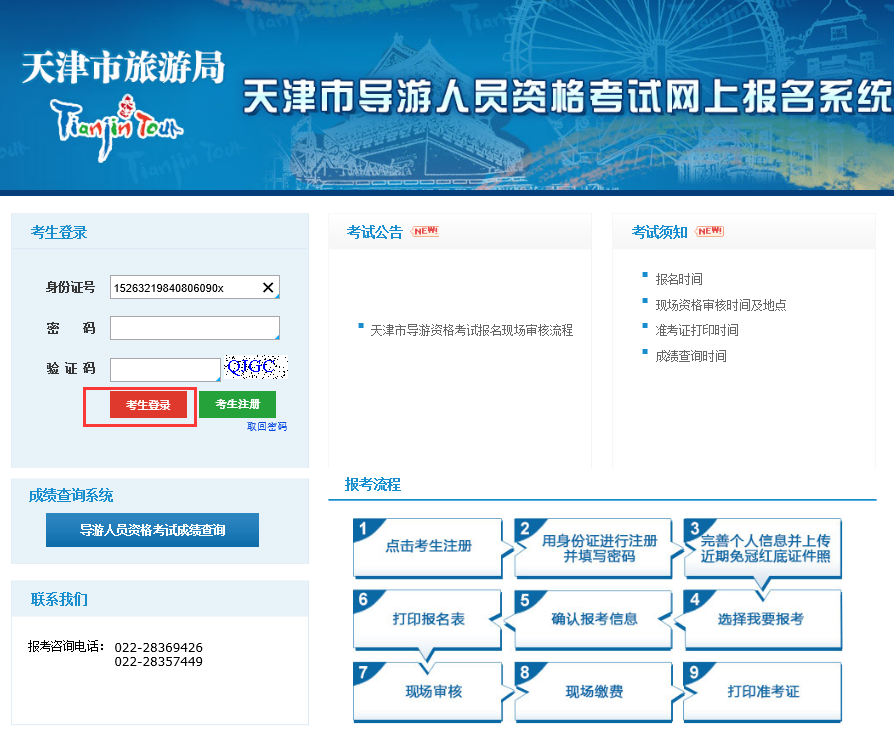 天津市旅游局
Tianjin Tour
天津市导游人员资格考试网上报名系统
考生登录
身份证号 15263219840806090x
密 码
验 证 码 QIGC
考生登录 考生注册
取回密码
考试公告 NEW!
天津市导游资格考试报名现场审核流程
考试须知 NEW!
报名时间
现场资格审核时间及地点
准考证打印时间
成绩查询时间
成绩查询系统
导游人员资格考试成绩查询
联系我们
报考咨询电话： 022-28369426
022-28357449
报考流程
1 点击考生注册
2 用身份证进行注册
并填写密码
3 完善个人信息并上传
近期免冠红底证件照
4 选择我要报考
5 确认报考信息
6 打印报名表
7 现场审核
8 现场缴费
9 打印准考证